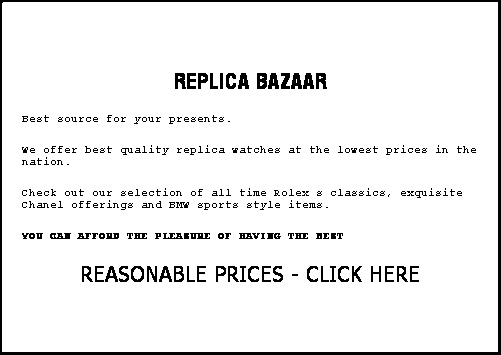 REPLICA BAZAAR
Best source for your presents.
We offer best quality replica watches at the lowest prices in the
nation.
Check out our selection of all time Rolex s classics, exquisite
Chanel offerings and BMW sports style items.
YOU CAN AFFORD THE PLEASURE OF HAVING THE BEST
REASONABLE PRICES - CLICK HERE